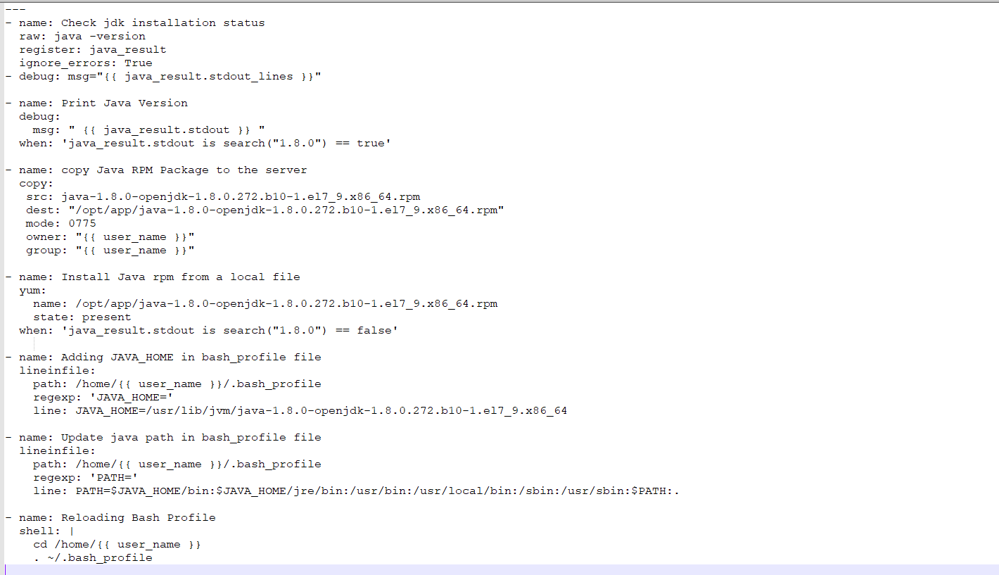 ---
- name: Check jdk installation status
  raw: java -version
  register: java_result
  ignore_errors: True
- debug: msg="{{ java_result.stdout_lines }}"

- name: Print Java Version
  debug:
    msg: " {{ java_result.stdout }} "
  when: 'java_result.stdout is search("1.8.0") == true'

- name: copy Java RPM Package to the server
  copy:
   src: java-1.8.0-openjdk-1.8.0.272.b10-1.el7_9.x86_64.rpm
   dest: "/opt/app/java-1.8.0-openjdk-1.8.0.272.b10-1.el7_9.x86_64.rpm"
   mode: 0775
   owner: "{{ user_name }}"
   group: "{{ user_name }}"

- name: Install Java rpm from a local file
  yum:
    name: /opt/app/java-1.8.0-openjdk-1.8.0.272.b10-1.el7_9.x86_64.rpm
    state: present
  when: 'java_result.stdout is search("1.8.0") == false'

- name: Adding JAVA_HOME in bash_profile file
  lineinfile:
    path: /home/{{ user_name }}/.bash_profile
    regexp: 'JAVA_HOME='
    line: JAVA_HOME=/usr/lib/jvm/java-1.8.0-openjdk-1.8.0.272.b10-1.el7_9.x86_64

- name: Update java path in bash_profile file
  lineinfile:
    path: /home/{{ user_name }}/.bash_profile
    regexp: 'PATH='
    line: PATH=$JAVA_HOME/bin:$JAVA_HOME/jre/bin:/usr/bin:/usr/local/bin:/sbin:/usr/sbin:$PATH:.

- name: Reloading Bash Profile
  shell: |
    cd /home/{{ user_name }}
    . ~/.bash_profile